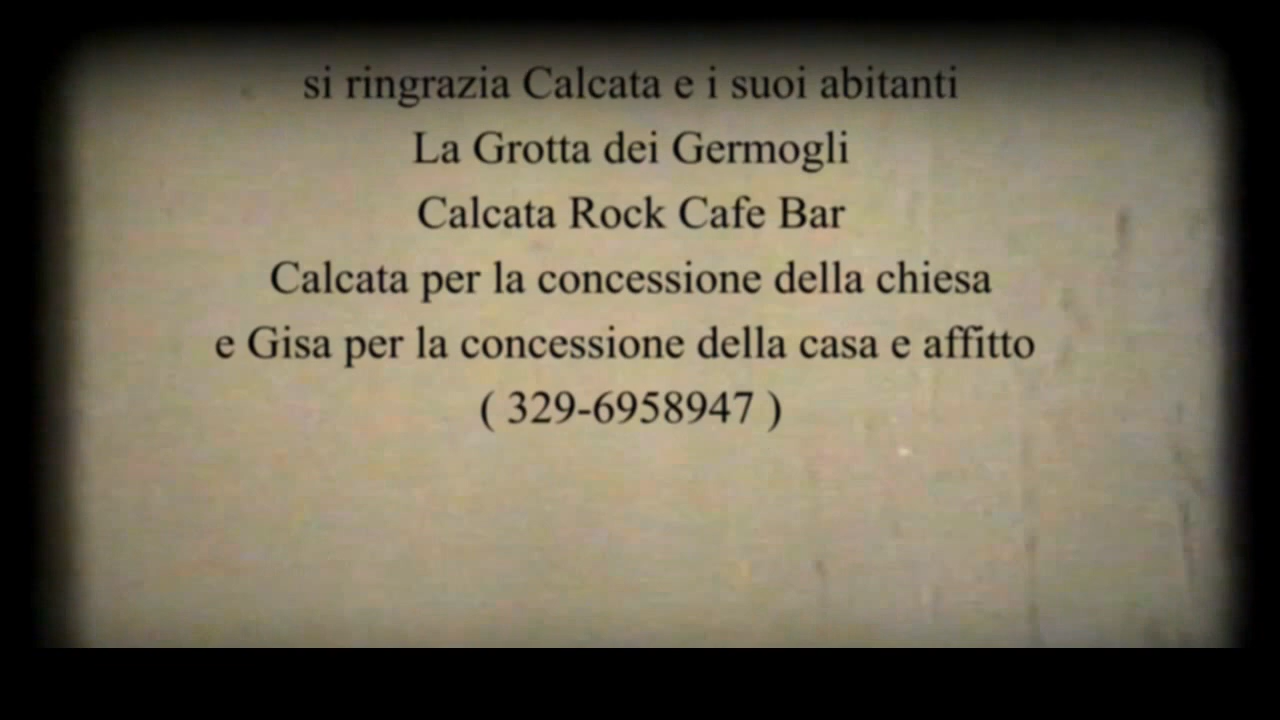 si ringrazia Calcata e i suoi abitanti
La Grotta dei Germogli
Calcata Rock Cafe Bar
Calcata per la concessione della chiesa
e Gisa per la concessione della casa e affitto
( 329-6958947 )